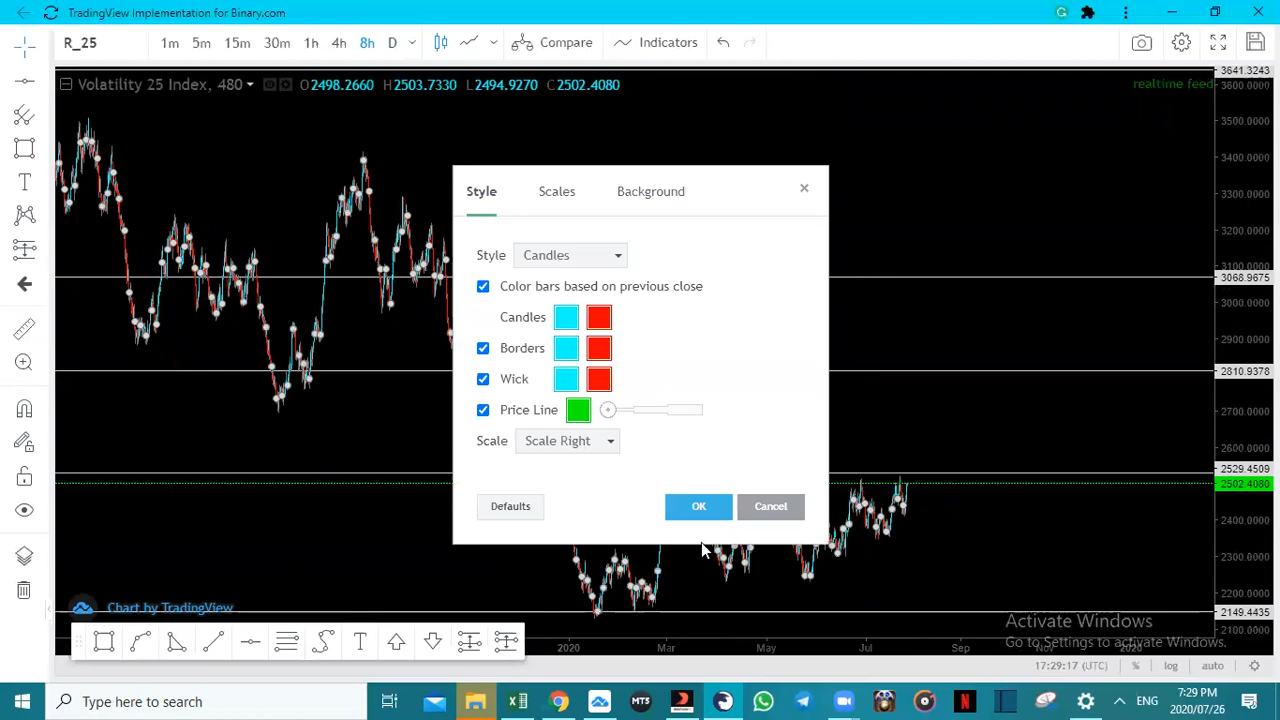 TradingView Implementation for Binary.com
R_25
1m 5m 15m 30m 1h 4h 8h D
Compare
Indicators
Volatility 25 Index, 480
O2498.2660 H2503.7330 L2494.9270 C2502.4080
realtime feed
3641.3243
3600.0000
3500.0000
3400.0000
3300.0000
3200.0000
3100.0000
3068.9675
3000.0000
2900.0000
2810.9378
2700.0000
2600.0000
2529.4509
2502.4080
2400.0000
2300.0000
2200.0000
2149.4435
2100.0000
Style Scales Background
Style Candles
Color bars based on previous close
Candles
Borders
Wick
Price Line
Scale Scale Right
Defaults OK Cancel
Chart by TradingView
Activate Windows
Go to Settings to activate Windows.
2020 Mar May Jul Sep Nov 2020
17:29:17 (UTC) % log auto
Type here to search
MT5
ENG
7:29 PM
2020/07/26